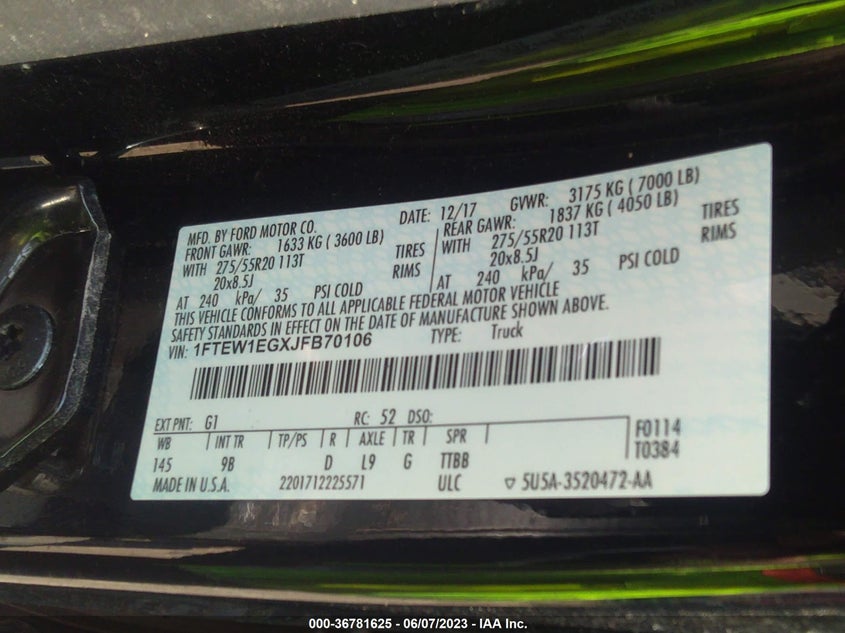 MFD. BY FORD MOTOR CO. DATE: 12/17 GVWR: 3175 KG ( 7000 LB)
FRONT GAWR: 1633 KG ( 3600 LB) REAR GAWR: 1837 KG ( 4050 LB)
WITH 275/55R20 113T TIRES WITH 275/55R20 113T TIRES
20x8.5J RIMS 20x8.5J RIMS
AT 240 kPa/ 35 PSI COLD AT 240 kPa/ 35 PSI COLD
THIS VEHICLE CONFORMS TO ALL APPLICABLE FEDERAL MOTOR VEHICLE
SAFETY STANDARDS IN EFFECT ON THE DATE OF MANUFACTURE SHOWN ABOVE.
VIN: 1FTEW1EGXJFB70106 TYPE: Truck
EXT PNT: G1 RC: 52 DSO: F0114
WB INT TR TP/PS R AXLE TR SPR T0384
145 9B D L9 G TTBB
MADE IN U.S.A. 2201712225571 ULC ▽ 5U5A-3520472-AA
000-36781625 - 06/07/2023 - IAA Inc.